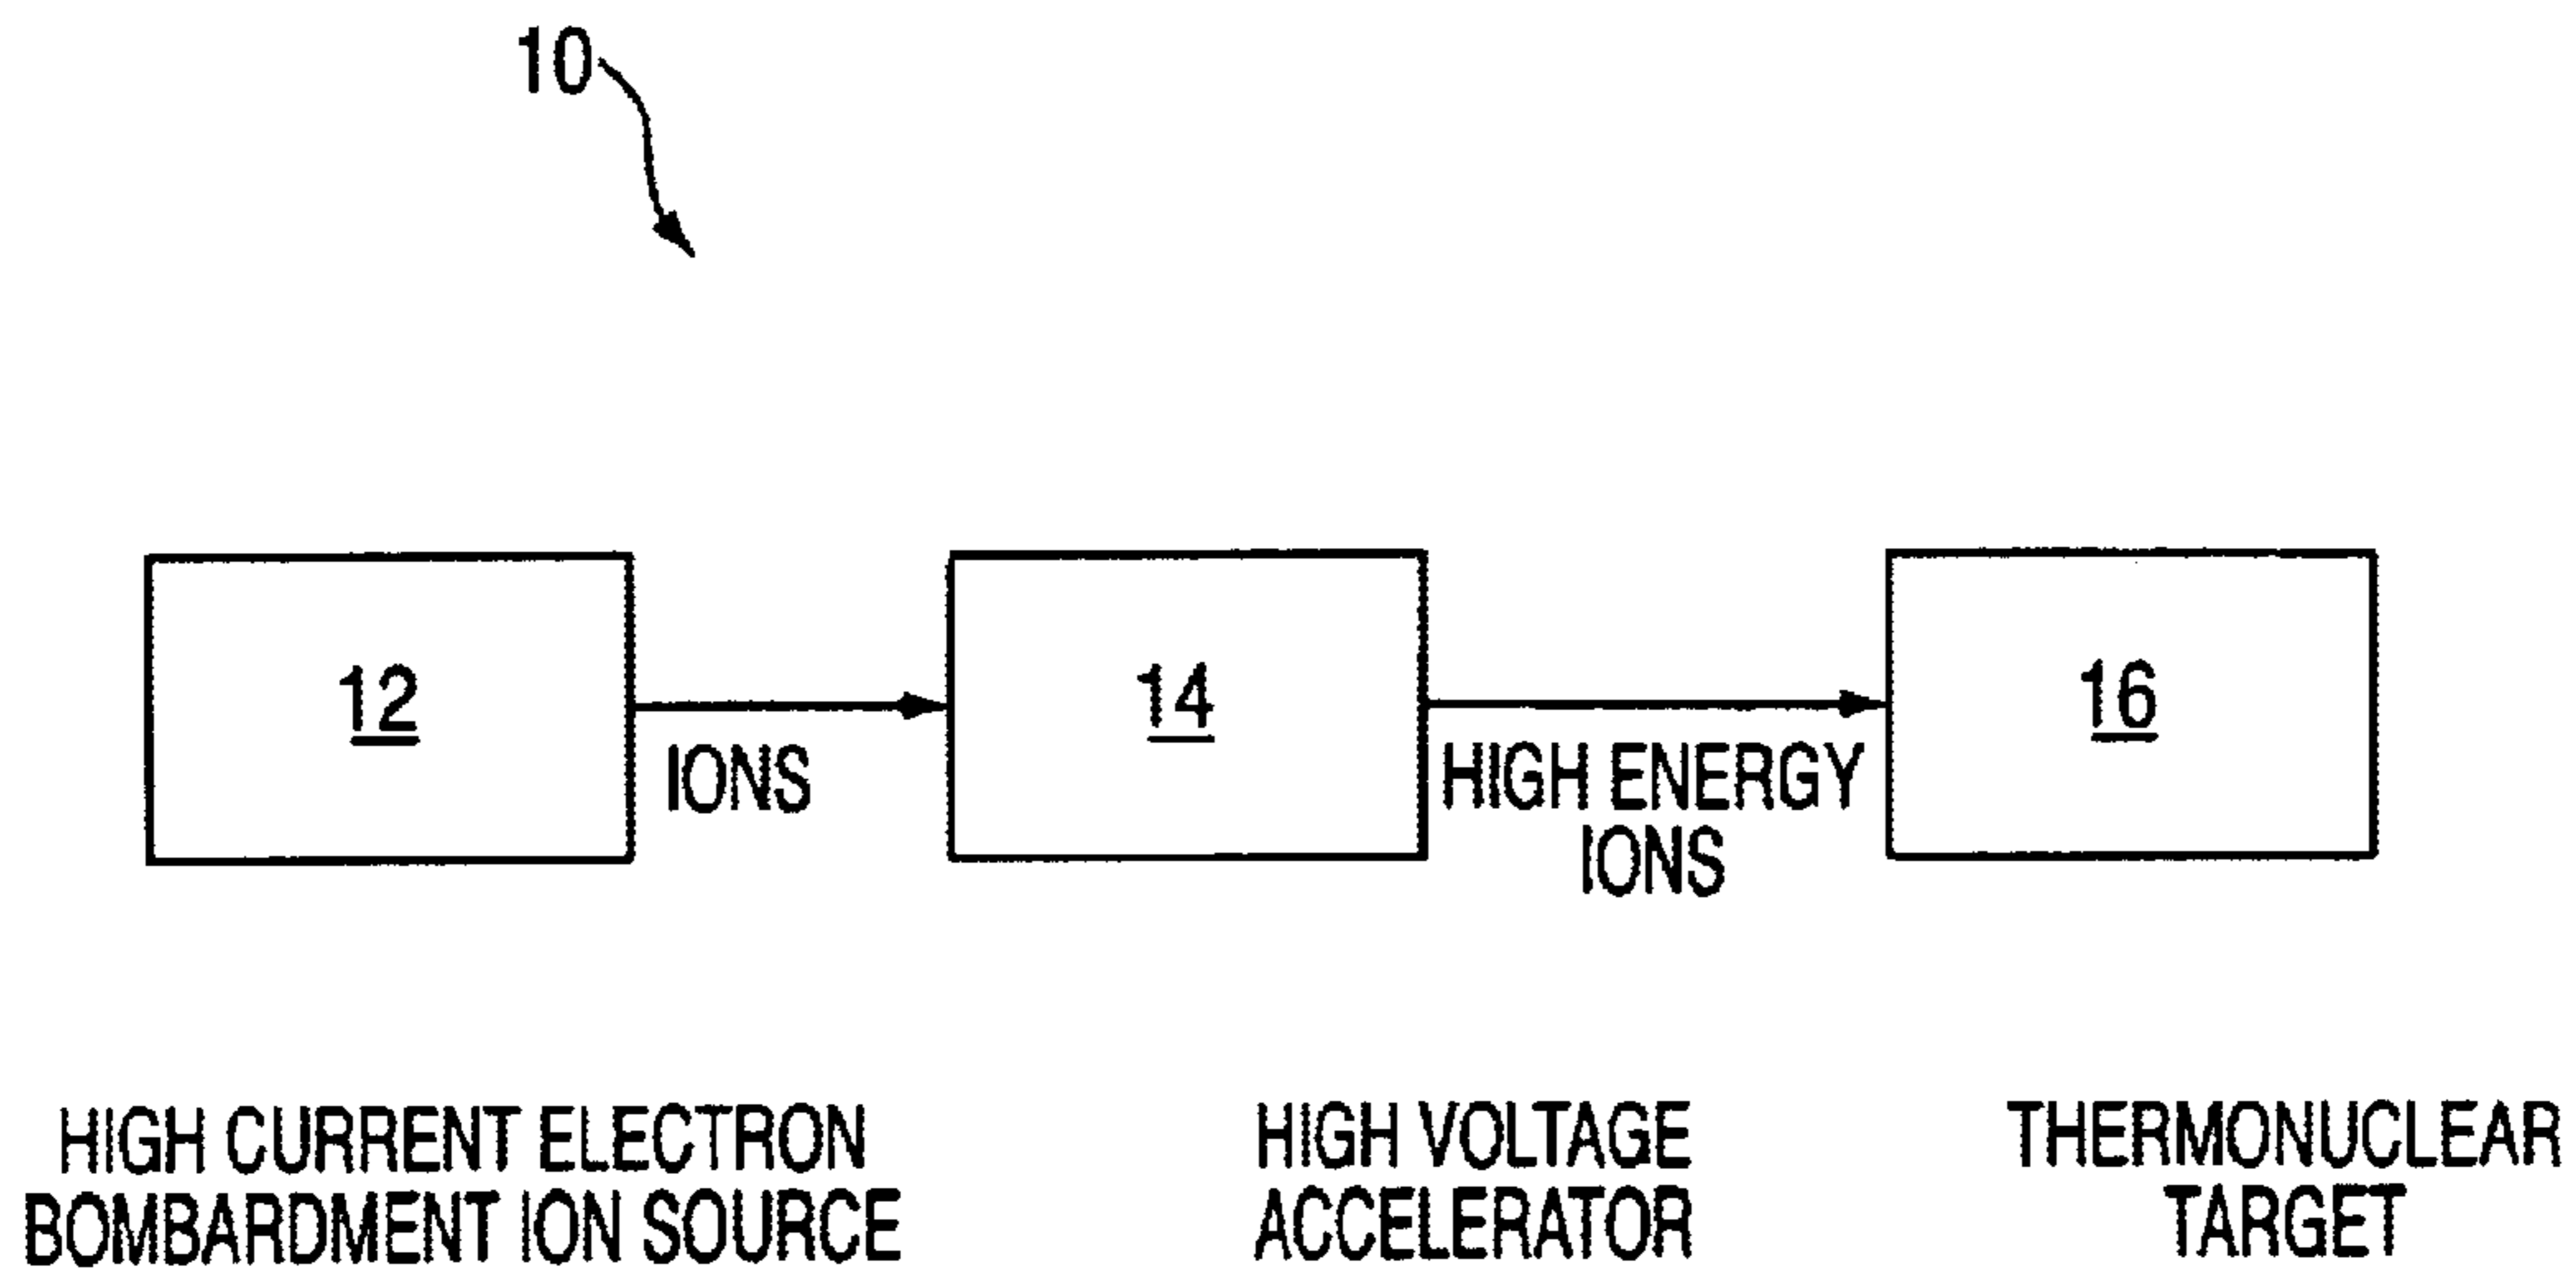 10
12
14
16
IONS
HIGH ENERGY
IONS
HIGH CURRENT ELECTRON
BOMBARDMENT ION SOURCE
HIGH VOLTAGE
ACCELERATOR
THERMONUCLEAR
TARGET